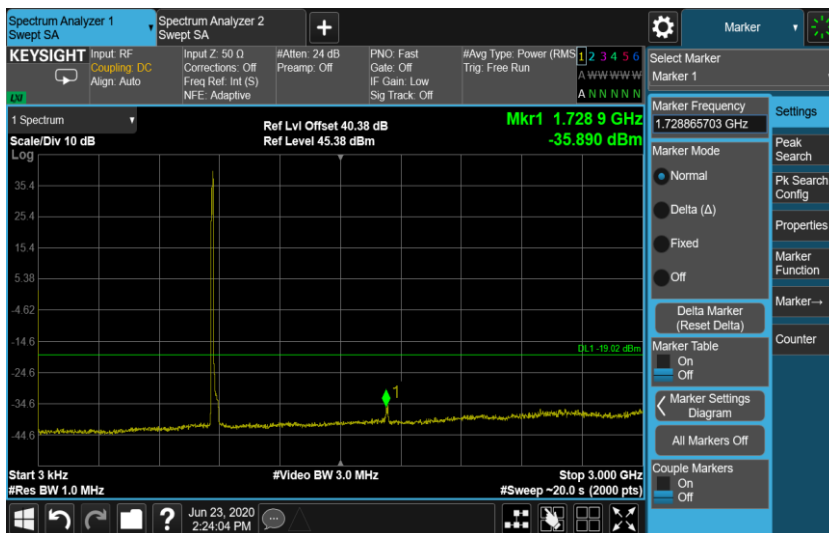 Spectrum Analyzer 1
Swept SA
Spectrum Analyzer 2
Swept SA
+
Marker
KEYSIGHT
LXI
Input: RF
Coupling: DC
Align: Auto
Input Z: 50 Ω
Corrections: Off
Freq Ref: Int (S)
NFE: Adaptive
#Atten: 24 dB
Preamp: Off
PNO: Fast
Gate: Off
IF Gain: Low
Sig Track: Off
#Avg Type: Power (RMS
Trig: Free Run
1 2 3 4 5 6
A W W W W W
A N N N N N
1 Spectrum
Scale/Div 10 dB
Log
Ref Lvl Offset 40.38 dB
Ref Level 45.38 dBm
Mkr1 1.728 9 GHz
-35.890 dBm
35.4
25.4
15.4
5.38
-4.62
-14.6
-24.6
-34.6
-44.6
DL1 -19.02 dBm
1
Start 3 kHz
#Res BW 1.0 MHz
#Video BW 3.0 MHz
Stop 3.000 GHz
#Sweep ~20.0 s (2000 pts)
?
Jun 23, 2020
2:24:04 PM
Select Marker
Marker 1
Marker Frequency
1.728865703 GHz
Marker Mode
Normal
Delta (Δ)
Fixed
Off
Delta Marker
(Reset Delta)
Marker Table
On
Off
Marker Settings
Diagram
All Markers Off
Couple Markers
On
Off
Settings
Peak
Search
Pk Search
Config
Properties
Marker
Function
Marker→
Counter